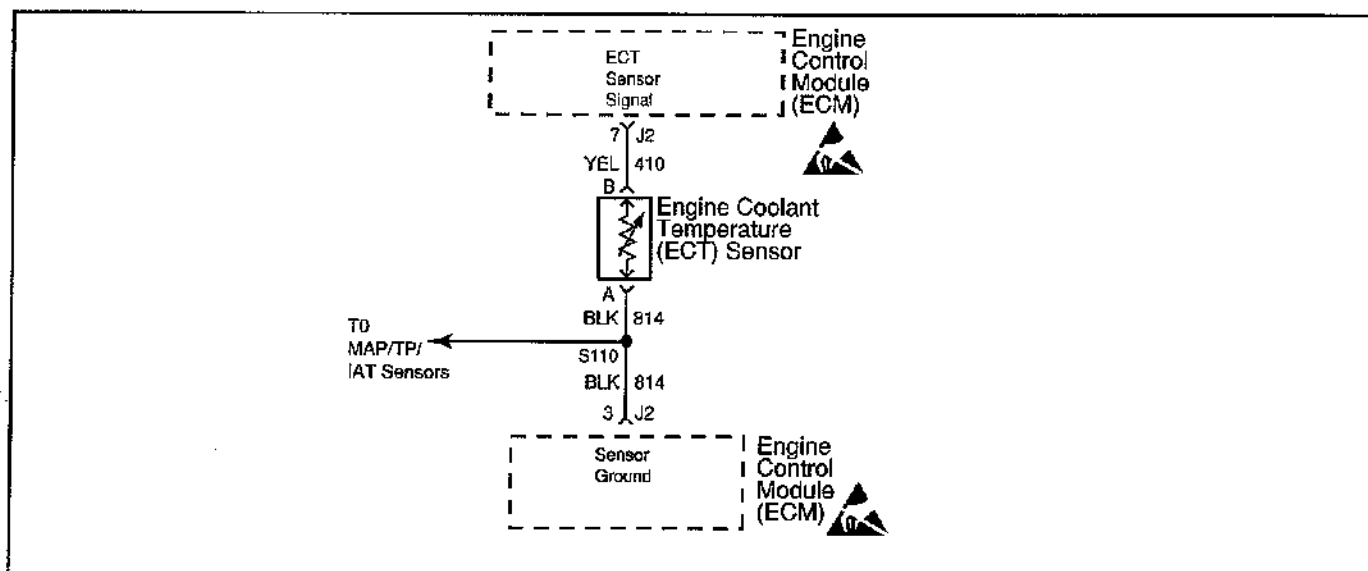 ECT
Sensor
Signal
Engine
Control
Module
(ECM)
7 J2
YEL 410
B
Engine Coolant
Temperature
(ECT) Sensor
A
BLK 814
TO
MAP/TP/
IAT Sensors
S110
BLK 814
3 J2
Sensor
Ground
Engine
Control
Module
(ECM)